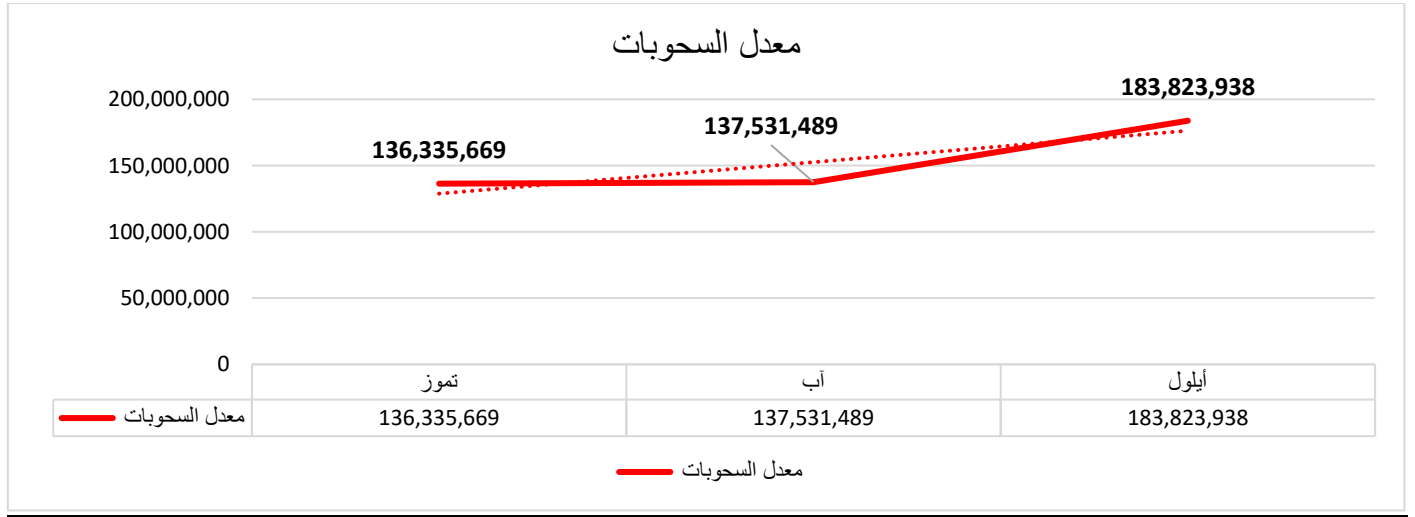 معدل السحوبات
183,823,938
200,000,000
137,531,489
136,335,669
150,000,000
100,000,000
50,000,000
0
تموز آب أيلول
معدل السحوبات 136,335,669 137,531,489 183,823,938
معدل السحوبات